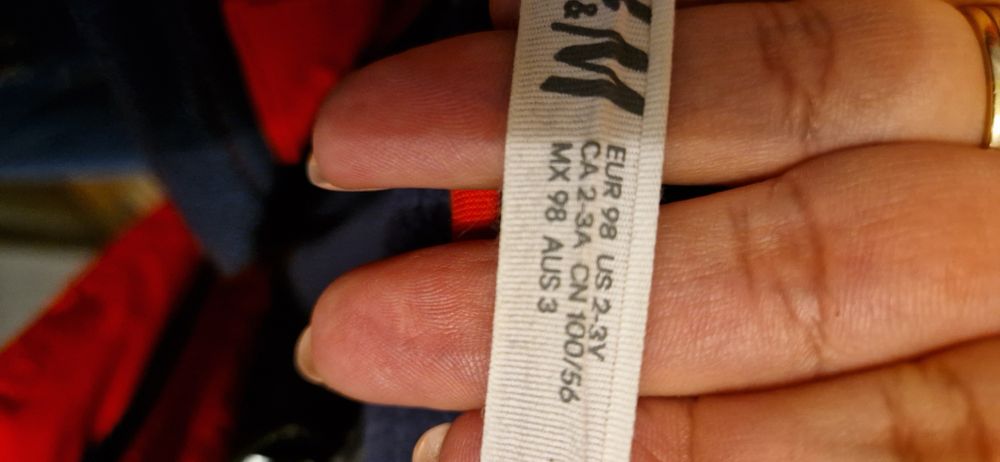 &M
EUR 98 US 2-3Y
CA 2-3A CN 100/56
MX 98 AUS 3